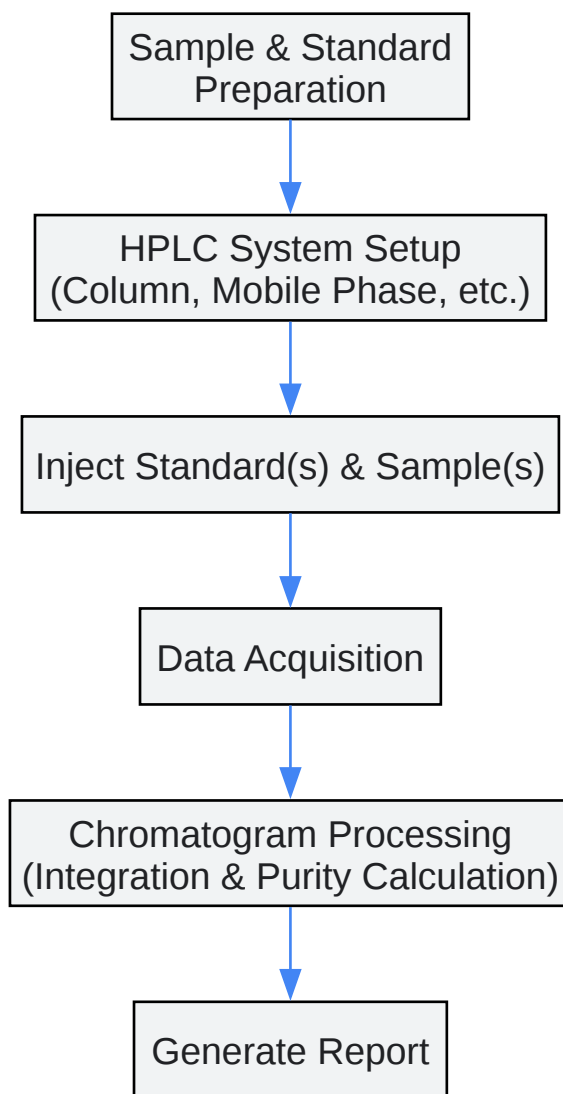 Sample & Standard
Preparation
HPLC System Setup
(Column, Mobile Phase, etc.)
Inject Standard(s) & Sample(s)
Data Acquisition
Chromatogram Processing
(Integration & Purity Calculation)
Generate Report